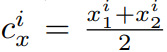 $c_x^i = \frac{x_1^i + x_2^i}{2}$